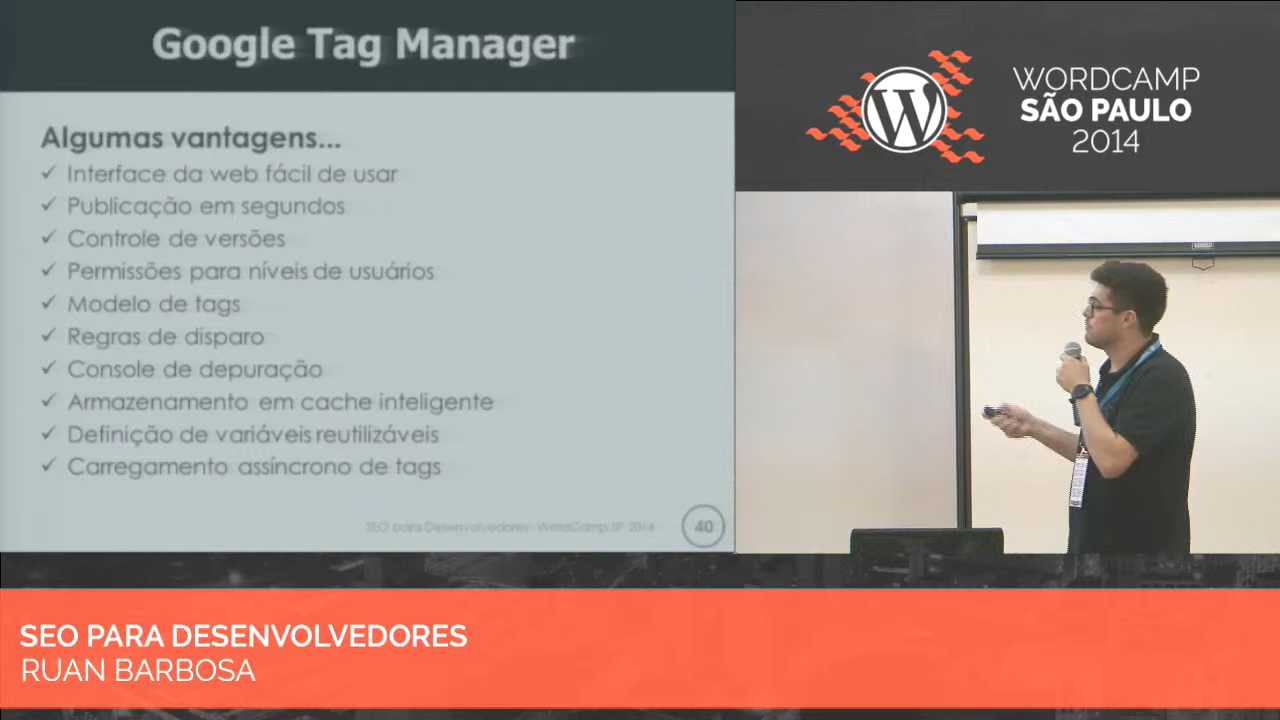 Google Tag Manager
Algumas vantagens...
✓ Interface da web fácil de usar
✓ Publicação em segundos
✓ Controle de versões
✓ Permissões para níveis de usuários
✓ Modelo de tags
✓ Regras de disparo
✓ Console de depuração
✓ Armazenamento em cache inteligente
✓ Definição de variáveis reutilizáveis
✓ Carregamento assíncrono de tags
SEO para Desenvolvedores - WordCamp SP 2014
40
WORDCAMP
SÃO PAULO
2014
SEO PARA DESENVOLVEDORES
RUAN BARBOSA